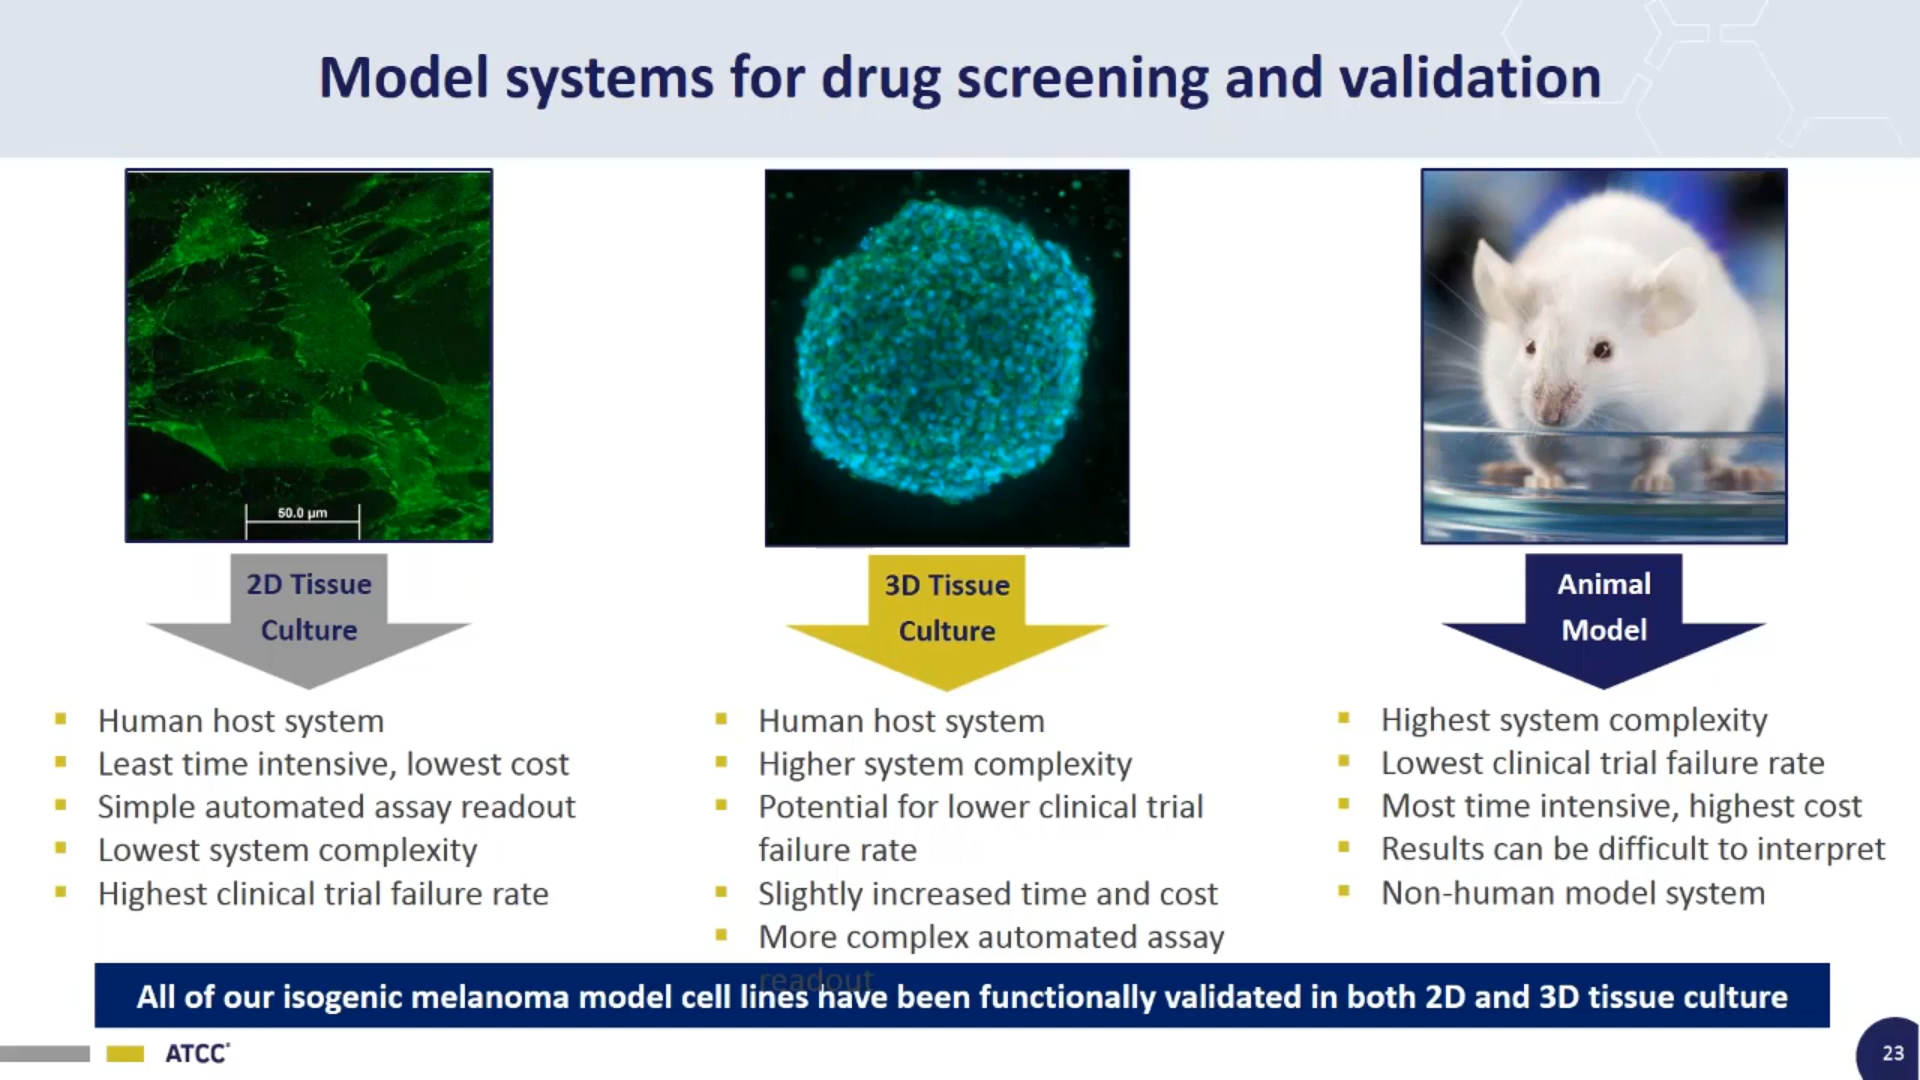 Model systems for drug screening and validation
50.0 µm
2D Tissue
Culture
Human host system
Least time intensive, lowest cost
Simple automated assay readout
Lowest system complexity
Highest clinical trial failure rate
3D Tissue
Culture
Human host system
Higher system complexity
Potential for lower clinical trial
failure rate
Slightly increased time and cost
More complex automated assay
readout
Animal
Model
Highest system complexity
Lowest clinical trial failure rate
Most time intensive, highest cost
Results can be difficult to interpret
Non-human model system
All of our isogenic melanoma model cell lines have been functionally validated in both 2D and 3D tissue culture
ATCC
23